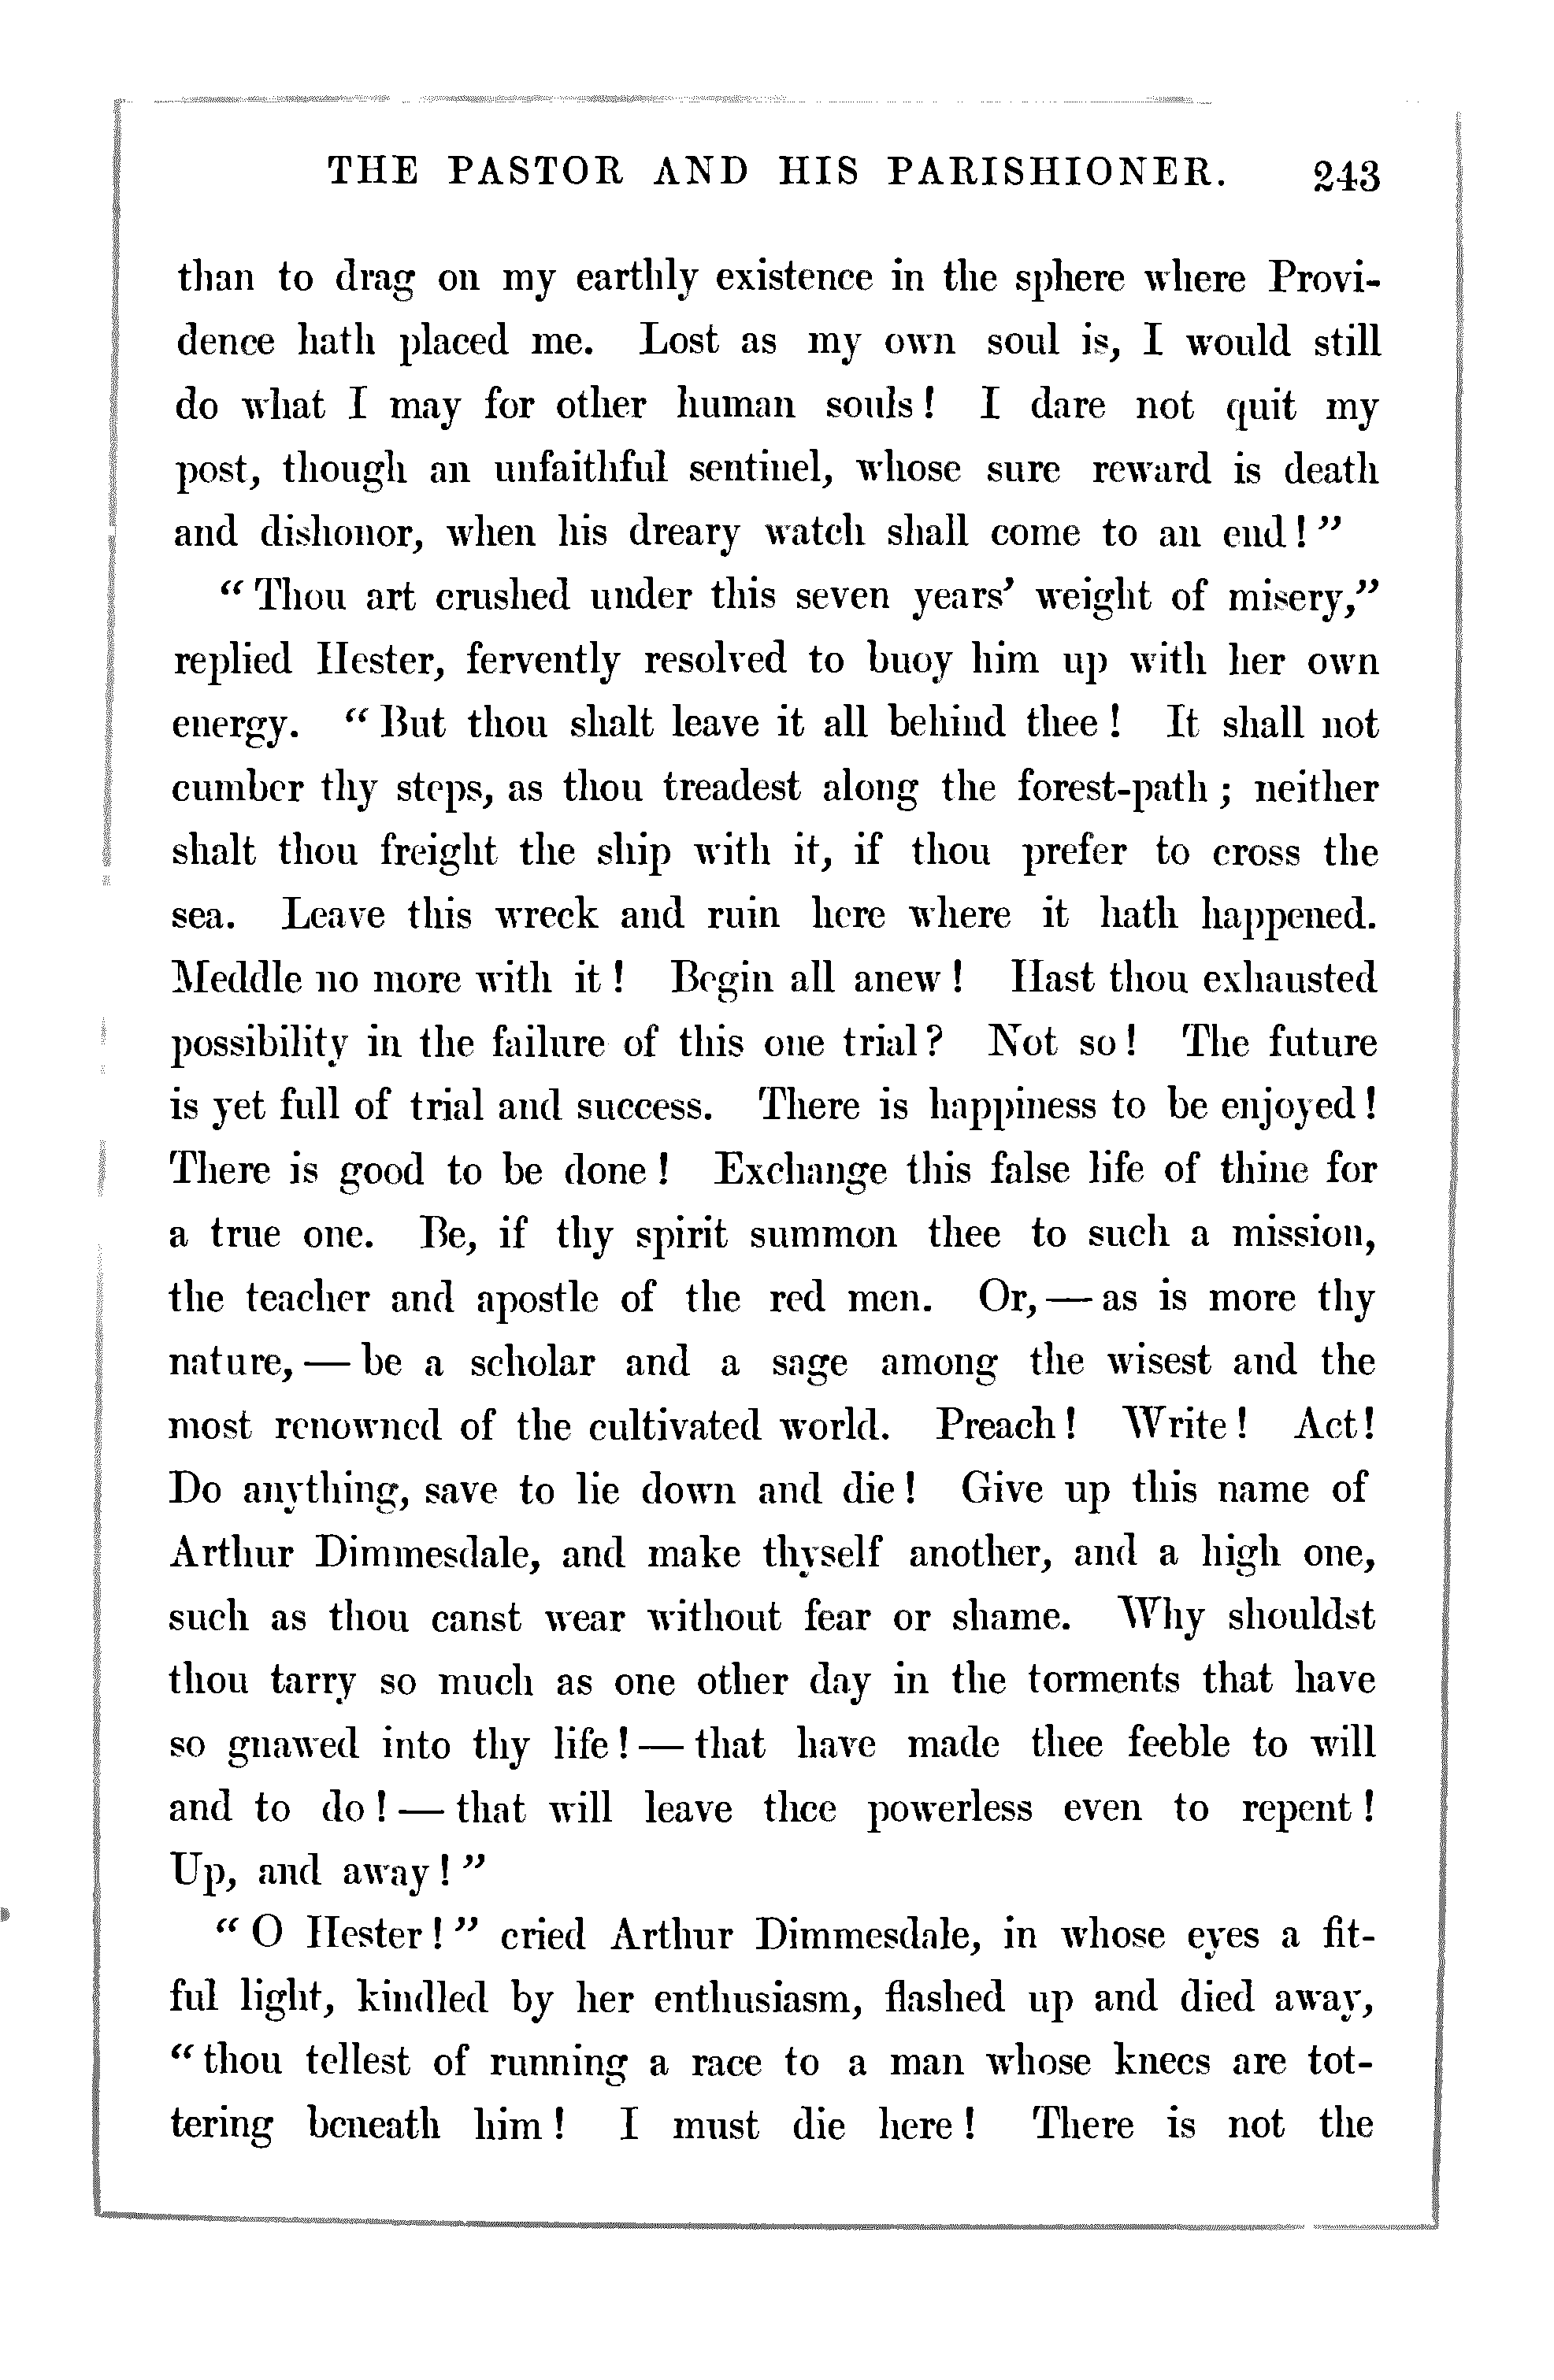 THE PASTOR AND HIS PARISHIONER. 243
than to drag on my earthly existence in the sphere where Provi-
dence hath placed me. Lost as my own soul is, I would still
do what I may for other human souls! I dare not quit my
post, though an unfaithful sentinel, whose sure reward is death
and dishonor, when his dreary watch shall come to an end!”
“Thou art crushed under this seven years’ weight of misery,”
replied Hester, fervently resolved to buoy him up with her own
energy. “But thou shalt leave it all behind thee! It shall not
cumber thy steps, as thou treadest along the forest-path; neither
shalt thou freight the ship with it, if thou prefer to cross the
sea. Leave this wreck and ruin here where it hath happened.
Meddle no more with it! Begin all anew! Hast thou exhausted
possibility in the failure of this one trial? Not so! The future
is yet full of trial and success. There is happiness to be enjoyed!
There is good to be done! Exchange this false life of thine for
a true one. Be, if thy spirit summon thee to such a mission,
the teacher and apostle of the red men. Or,—as is more thy
nature,—be a scholar and a sage among the wisest and the
most renowned of the cultivated world. Preach! Write! Act!
Do anything, save to lie down and die! Give up this name of
Arthur Dimmesdale, and make thyself another, and a high one,
such as thou canst wear without fear or shame. Why shouldst
thou tarry so much as one other day in the torments that have
so gnawed into thy life!—that have made thee feeble to will
and to do!—that will leave thee powerless even to repent!
Up, and away!”
“O Hester!” cried Arthur Dimmesdale, in whose eyes a fit-
ful light, kindled by her enthusiasm, flashed up and died away,
“thou tellest of running a race to a man whose knees are tot-
tering beneath him! I must die here! There is not the